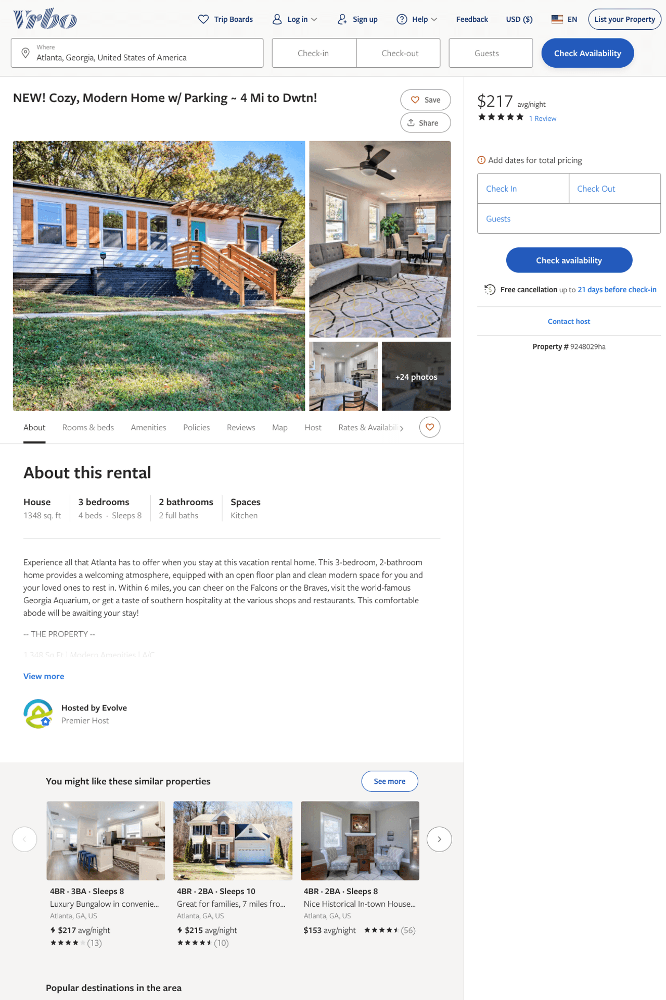 Vrbo
Trip Boards
Log in
Sign up
Help
Feedback
USD ($)
EN
List your Property
Where
Atlanta, Georgia, United States of America
Check-in
Check-out
Guests
Check Availability
NEW! Cozy, Modern Home w/ Parking ~ 4 Mi to Dwtn!
Save
Share
$217 avg/night
1 Review
Add dates for total pricing
Check In
Check Out
Guests
Check availability
Free cancellation up to 21 days before check-in
Contact host
Property # 9248029ha
+24 photos
About
Rooms & beds
Amenities
Policies
Reviews
Map
Host
Rates & Availabili
About this rental
House
1348 sq. ft
3 bedrooms
4 beds · Sleeps 8
2 bathrooms
2 full baths
Spaces
Kitchen
Experience all that Atlanta has to offer when you stay at this vacation rental home. This 3-bedroom, 2-bathroom
home provides a welcoming atmosphere, equipped with an open floor plan and clean modern space for you and
your loved ones to rest in. Within 6 miles, you can cheer on the Falcons or the Braves, visit the world-famous
Georgia Aquarium, or get a taste of southern hospitality at the various shops and restaurants. This comfortable
abode will be awaiting your stay!
-- THE PROPERTY --
1,348 Sq Ft | Modern Amenities | A/C
View more
Hosted by Evolve
Premier Host
You might like these similar properties
See more
4BR · 3BA · Sleeps 8
Luxury Bungalow in convenie...
Atlanta, GA, US
$217 avg/night
(13)
4BR · 2BA · Sleeps 10
Great for families, 7 miles fro...
Atlanta, GA, US
$215 avg/night
(10)
4BR · 2BA · Sleeps 8
Nice Historical In-town House...
Atlanta, GA, US
$153 avg/night
(56)
Popular destinations in the area